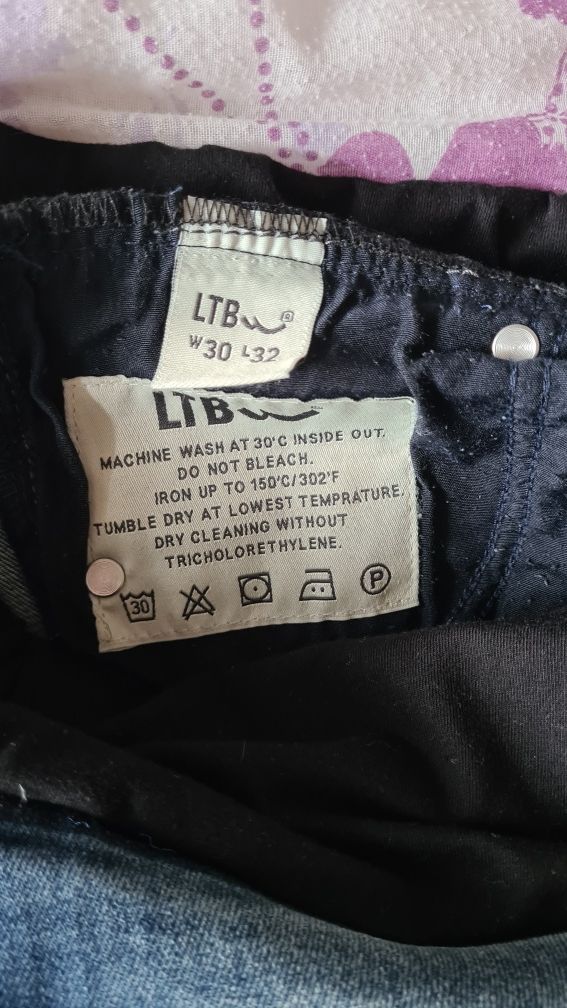 LTB
W30 L32
LTB
MACHINE WASH AT 30°C INSIDE OUT.
DO NOT BLEACH.
IRON UP TO 150°C/302°F
TUMBLE DRY AT LOWEST TEMPRATURE.
DRY CLEANING WITHOUT
TRICHOLORETHYLENE.
30 P